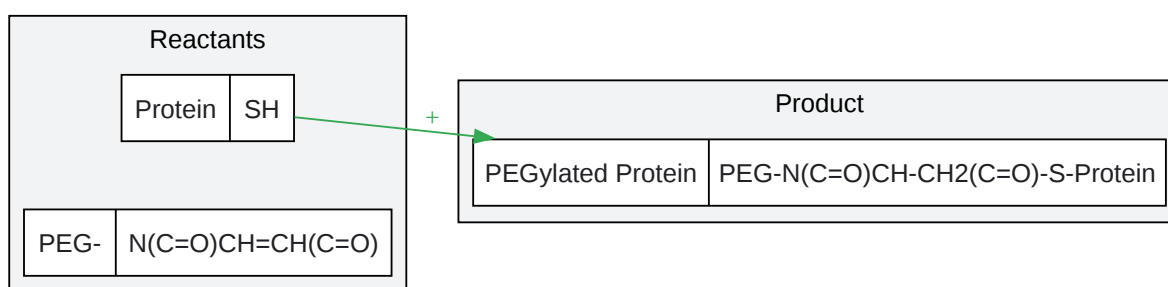 Reactants
Protein SH
PEG- N(C=O)CH=CH(C=O)
+
Product
PEGylated Protein PEG-N(C=O)CH-CH2(C=O)-S-Protein